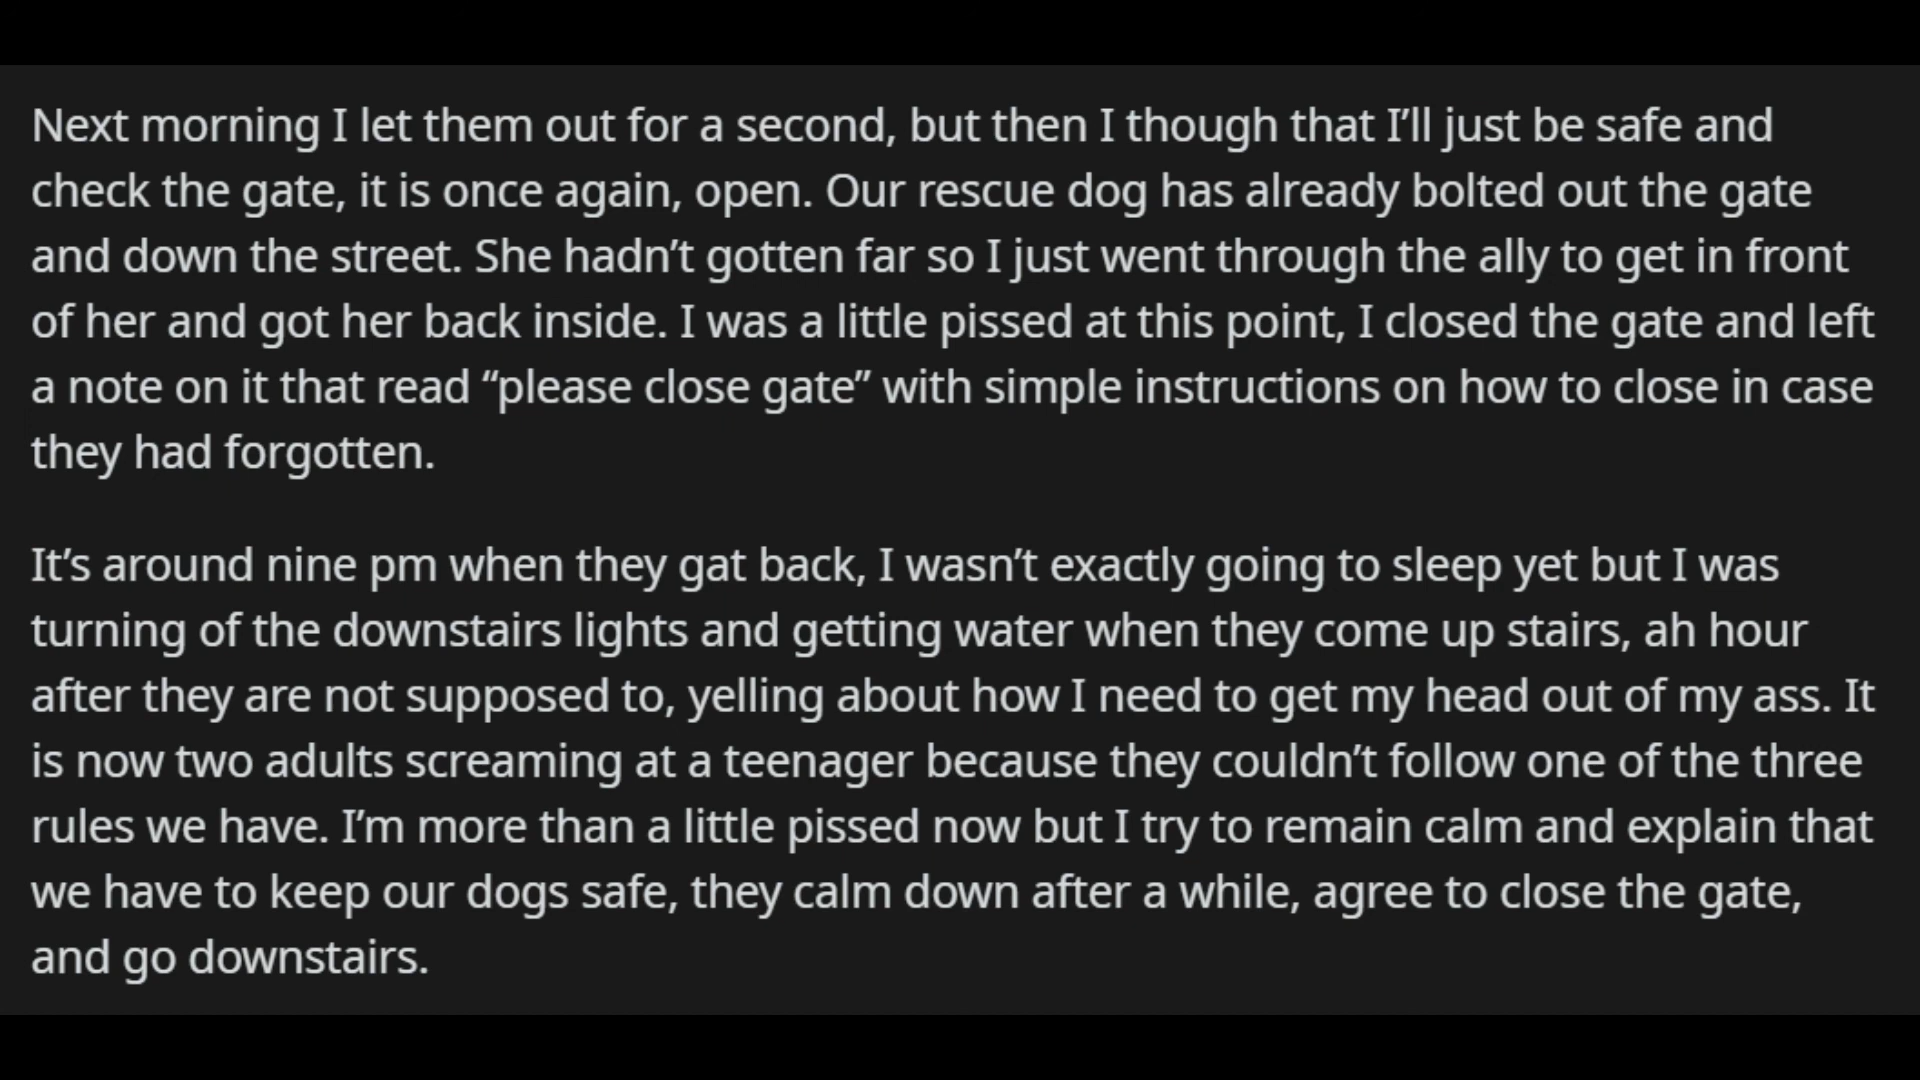 Next morning I let them out for a second, but then I though that I’ll just be safe and
check the gate, it is once again, open. Our rescue dog has already bolted out the gate
and down the street. She hadn’t gotten far so I just went through the ally to get in front
of her and got her back inside. I was a little pissed at this point, I closed the gate and left
a note on it that read “please close gate” with simple instructions on how to close in case
they had forgotten.
It’s around nine pm when they gat back, I wasn’t exactly going to sleep yet but I was
turning of the downstairs lights and getting water when they come up stairs, ah hour
after they are not supposed to, yelling about how I need to get my head out of my ass. It
is now two adults screaming at a teenager because they couldn’t follow one of the three
rules we have. I’m more than a little pissed now but I try to remain calm and explain that
we have to keep our dogs safe, they calm down after a while, agree to close the gate,
and go downstairs.